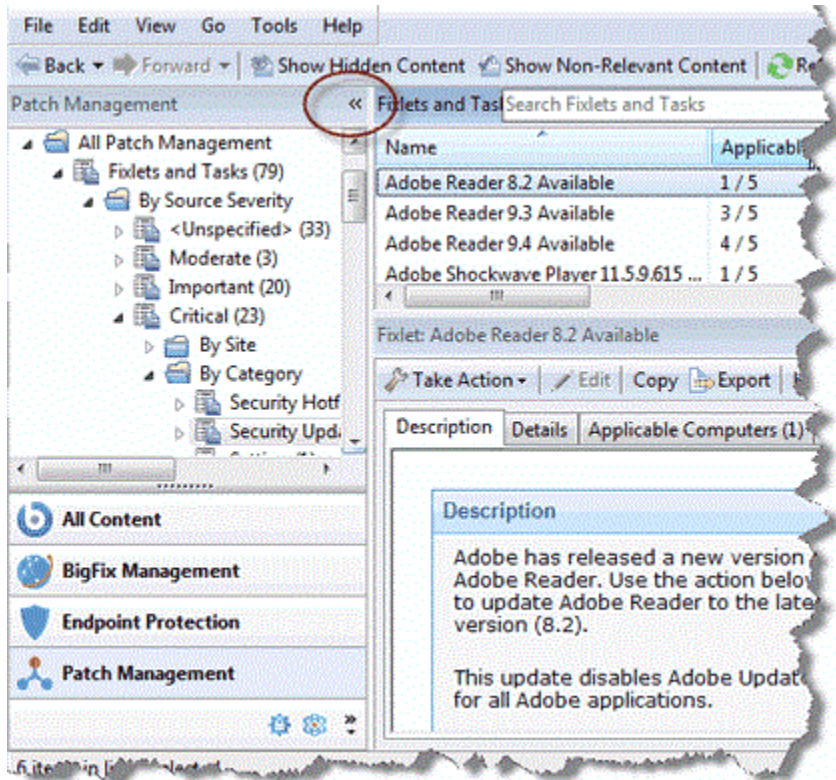 File Edit View Go Tools Help
Back Forward Show Hidden Content Show Non-Relevant Content
Patch Management «
All Patch Management
Fixlets and Tasks (79)
By Source Severity
<Unspecified> (33)
Moderate (3)
Important (20)
Critical (23)
By Site
By Category
Security Hotf
Security Upd
All Content
BigFix Management
Endpoint Protection
Patch Management
Fixlets and Tas Search Fixlets and Tasks
Name Applicabl
Adobe Reader 8.2 Available 1 / 5
Adobe Reader 9.3 Available 3 / 5
Adobe Reader 9.4 Available 4 / 5
Adobe Shockwave Player 11.5.9.615 ... 1 / 5
Fixlet: Adobe Reader 8.2 Available
Take Action Edit Copy Export
Description Details Applicable Computers (1)
Description
Adobe has released a new version
Adobe Reader. Use the action belo
to update Adobe Reader to the late
version (8.2).
This update disables Adobe Updat
for all Adobe applications.